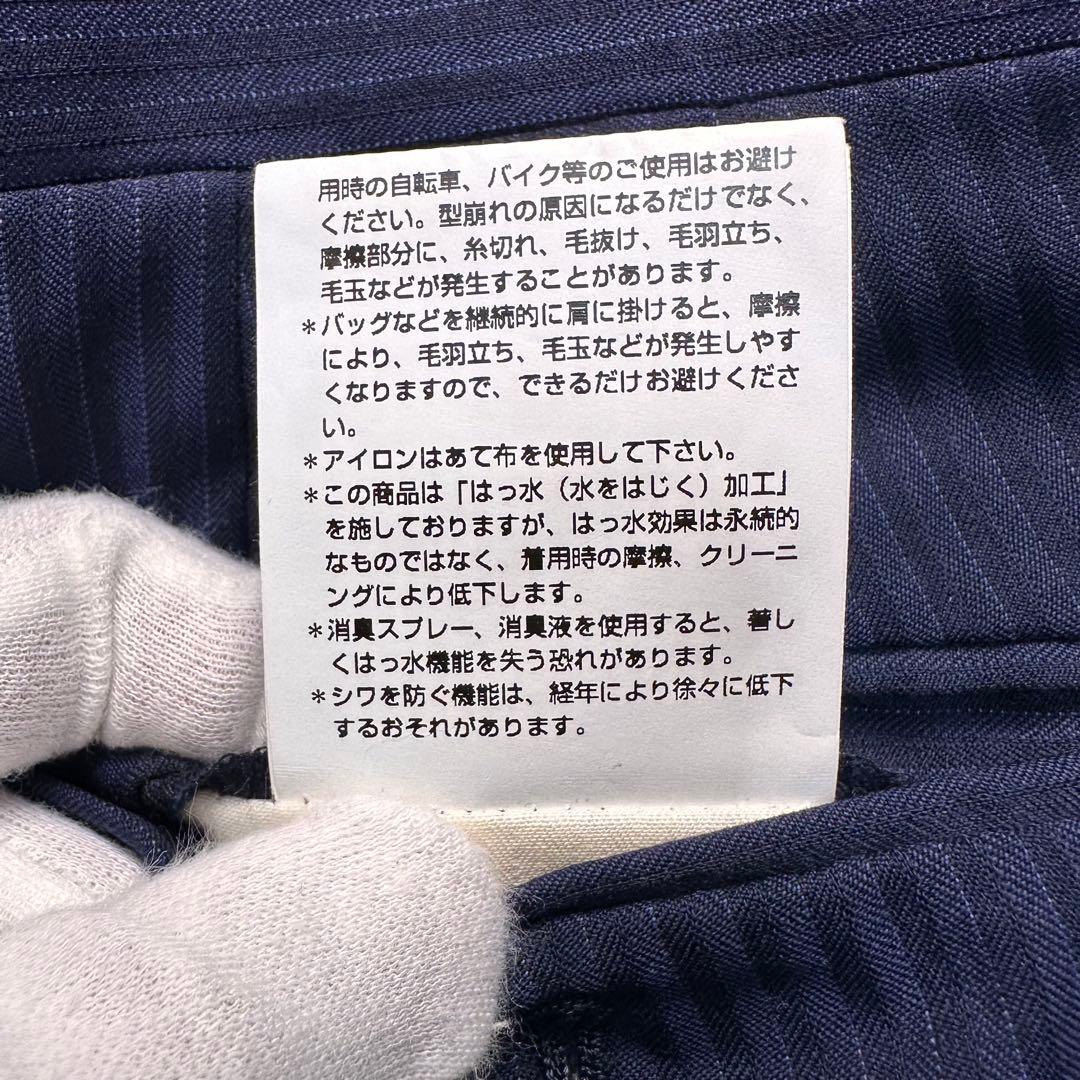 用時の自転車、バイク等のご使用はお避け
ください。型崩れの原因になるだけでなく、
摩擦部分に、糸切れ、毛抜け、毛羽立ち、
毛玉などが発生することがあります。
*バッグなどを継続的に肩に掛けると、摩擦
により、毛羽立ち、毛玉などが発生しやす
くなりますので、できるだけお避けくださ
い。
*アイロンはあて布を使用して下さい。
*この商品は「はっ水（水をはじく）加工」
を施しておりますが、はっ水効果は永続的
なものではなく、着用時の摩擦、クリーニ
ングにより低下します。
*消臭スプレー、消臭液を使用すると、著し
くはっ水機能を失う恐れがあります。
*シワを防ぐ機能は、経年により徐々に低下
するおそれがあります。